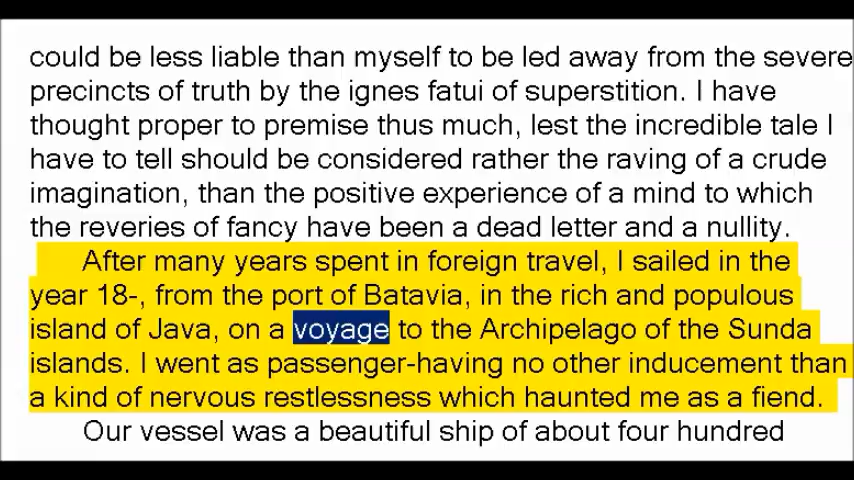 could be less liable than myself to be led away from the severe
precincts of truth by the ignes fatui of superstition. I have
thought proper to premise thus much, lest the incredible tale I
have to tell should be considered rather the raving of a crude
imagination, than the positive experience of a mind to which
the reveries of fancy have been a dead letter and a nullity.
After many years spent in foreign travel, I sailed in the
year 18-, from the port of Batavia, in the rich and populous
island of Java, on a voyage to the Archipelago of the Sunda
islands. I went as passenger-having no other inducement than
a kind of nervous restlessness which haunted me as a fiend.
Our vessel was a beautiful ship of about four hundred